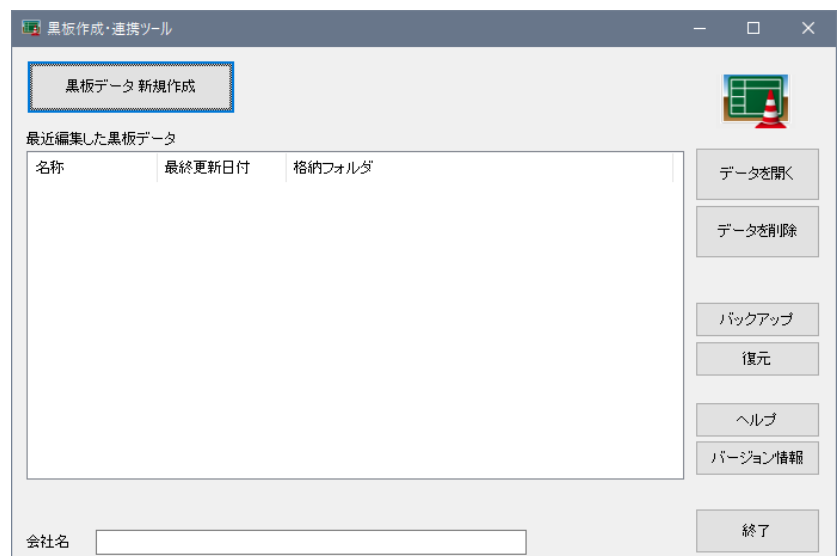 黒板作成・連携ツール
黒板データ 新規作成
最近編集した黒板データ
名称 最終更新日付 格納フォルダ
データを開く
データを削除
バックアップ
復元
ヘルプ
バージョン情報
会社名
終了